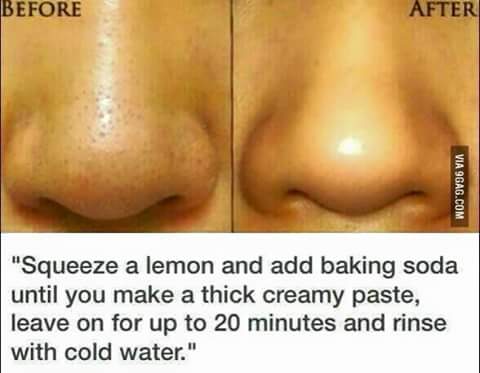 BEFORE
AFTER
VIA 9GAG.COM
"Squeeze a lemon and add baking soda
until you make a thick creamy paste,
leave on for up to 20 minutes and rinse
with cold water."